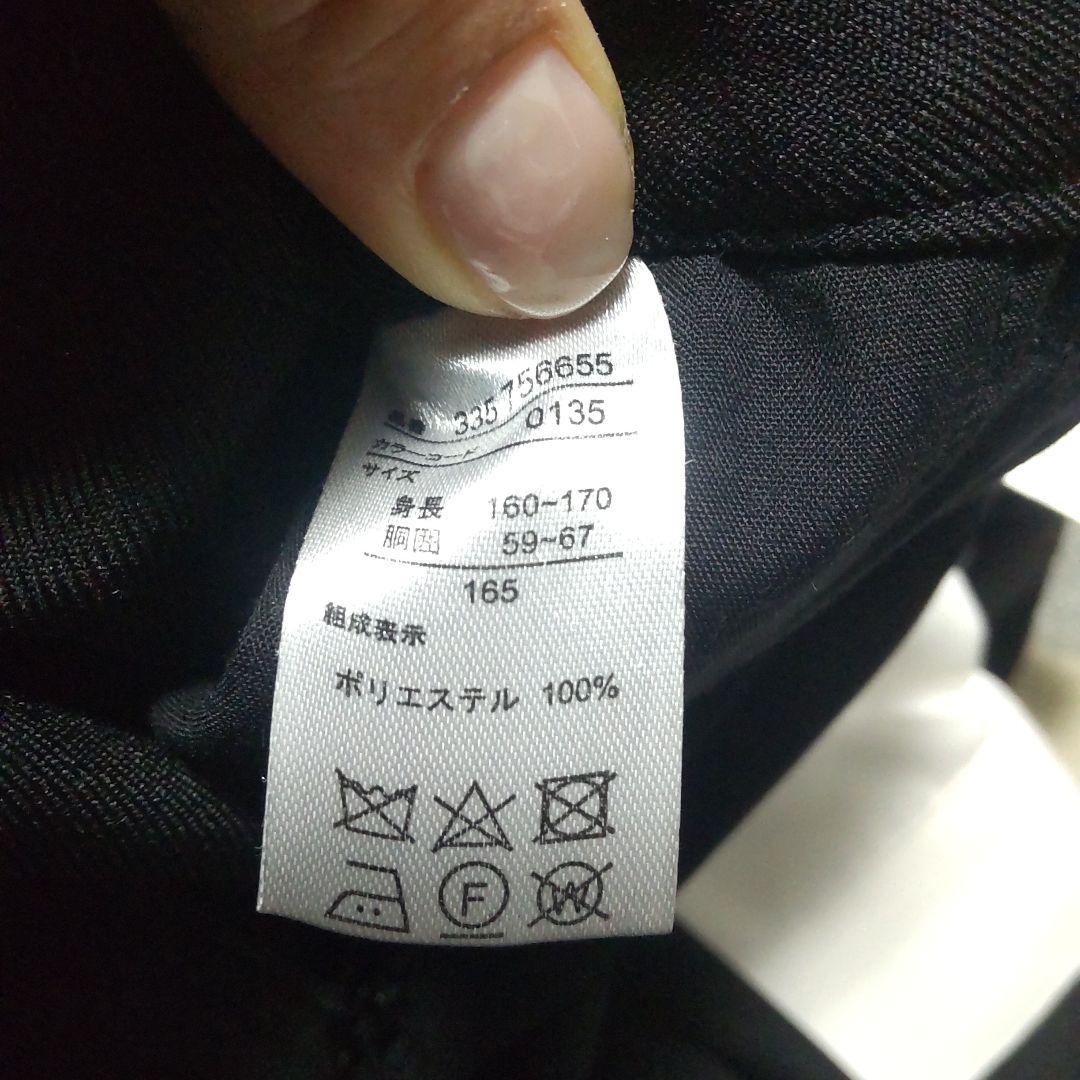 品番 335756655
カラーコード 0135
サイズ
身長 160~170
胴囲 59~67
165
組成表示
ポリエステル 100%
F
W